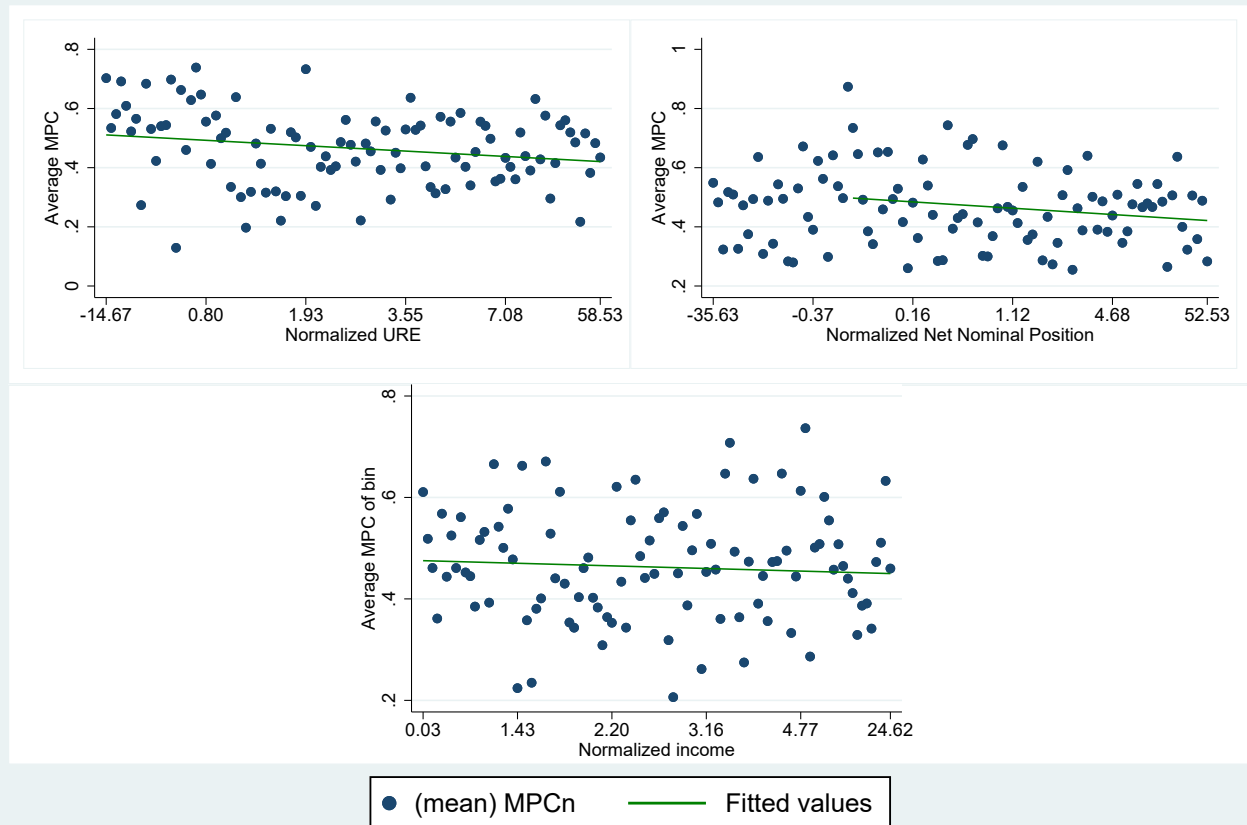 Average MPC
.8
.6
.4
.2
0
-14.67 0.80 1.93 3.55 7.08 58.53
Normalized URE
Average MPC
1
.8
.6
.4
.2
-35.63 -0.37 0.16 1.12 4.68 52.53
Normalized Net Nominal Position
Average MPC of bin
.8
.6
.4
.2
0.03 1.43 2.20 3.16 4.77 24.62
Normalized income
(mean) MPCn Fitted values